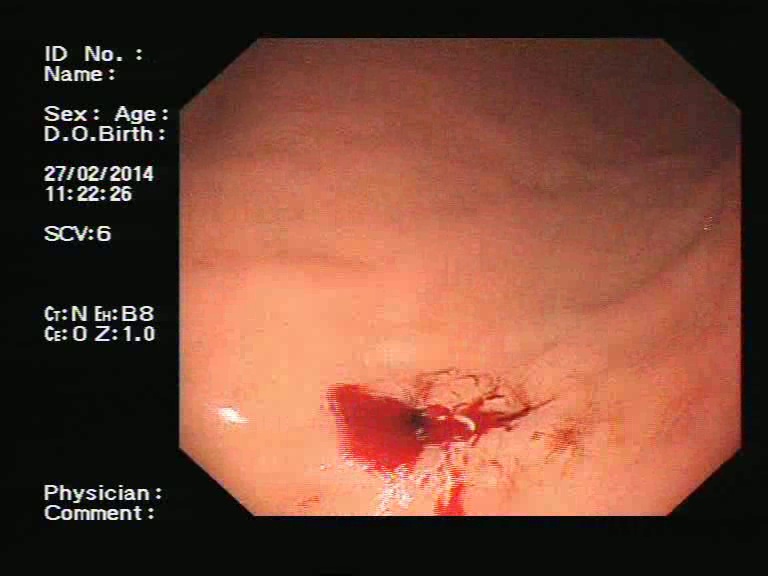 ID No. :
Name:
Sex: Age:
D.O.Birth:
27/02/2014
11:22:26
SCV:6
CT:N EH:B8
CE:0 Z:1.0
Physician:
Comment: